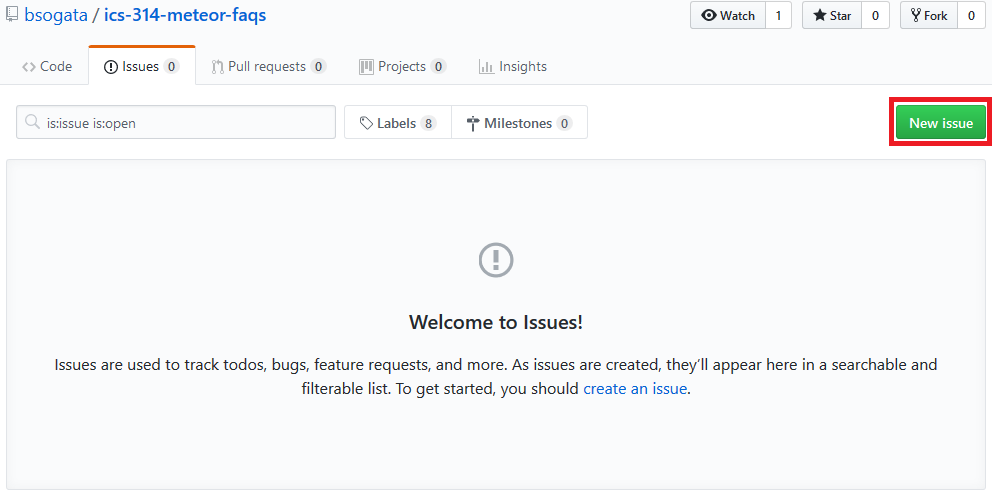 bsogata / ics-314-meteor-faqs
Watch 1 Star 0 Fork 0
Code Issues 0 Pull requests 0 Projects 0 Insights
is:issue is:open Labels 8 Milestones 0 New issue
Welcome to Issues!
Issues are used to track todos, bugs, feature requests, and more. As issues are created, they’ll appear here in a searchable and
filterable list. To get started, you should create an issue.